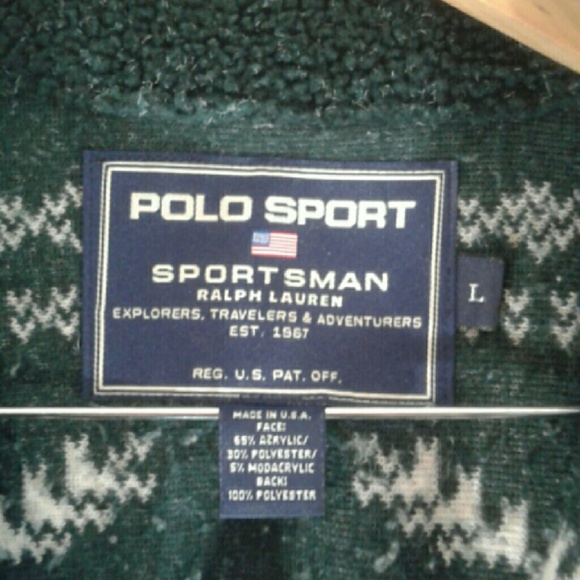 POLO SPORT
SPORTSMAN
RALPH LAUREN
EXPLORERS, TRAVELERS & ADVENTURERS
EST. 1967
REG. U.S. PAT. OFF.
L
MADE IN U.S.A.
FACE:
65% ACRYLIC/
30% POLYESTER/
5% MODACRYLIC
BACK:
100% POLYESTER